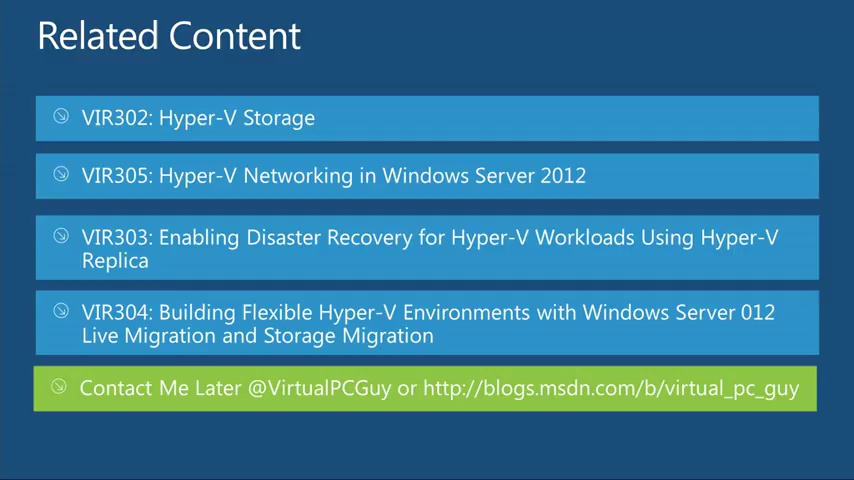 Related Content
VIR302: Hyper-V Storage
VIR305: Hyper-V Networking in Windows Server 2012
VIR303: Enabling Disaster Recovery for Hyper-V Workloads Using Hyper-V
Replica
VIR304: Building Flexible Hyper-V Environments with Windows Server 012
Live Migration and Storage Migration
Contact Me Later @VirtualPCGuy or http://blogs.msdn.com/b/virtual_pc_guy